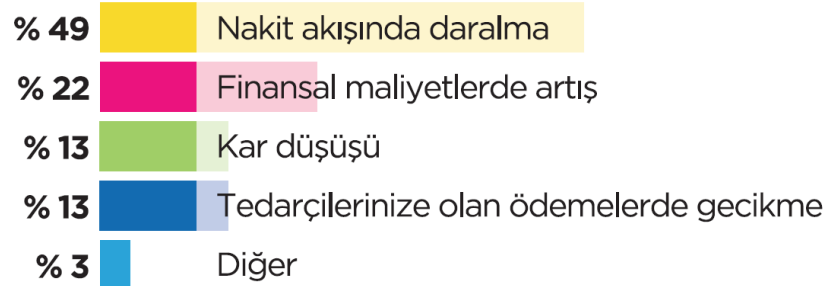 % 49 Nakit akışında daralma
% 22 Finansal maliyetlerde artış
% 13 Kar düşüşü
% 13 Tedarçilerinize olan ödemelerde gecikme
% 3 Diğer